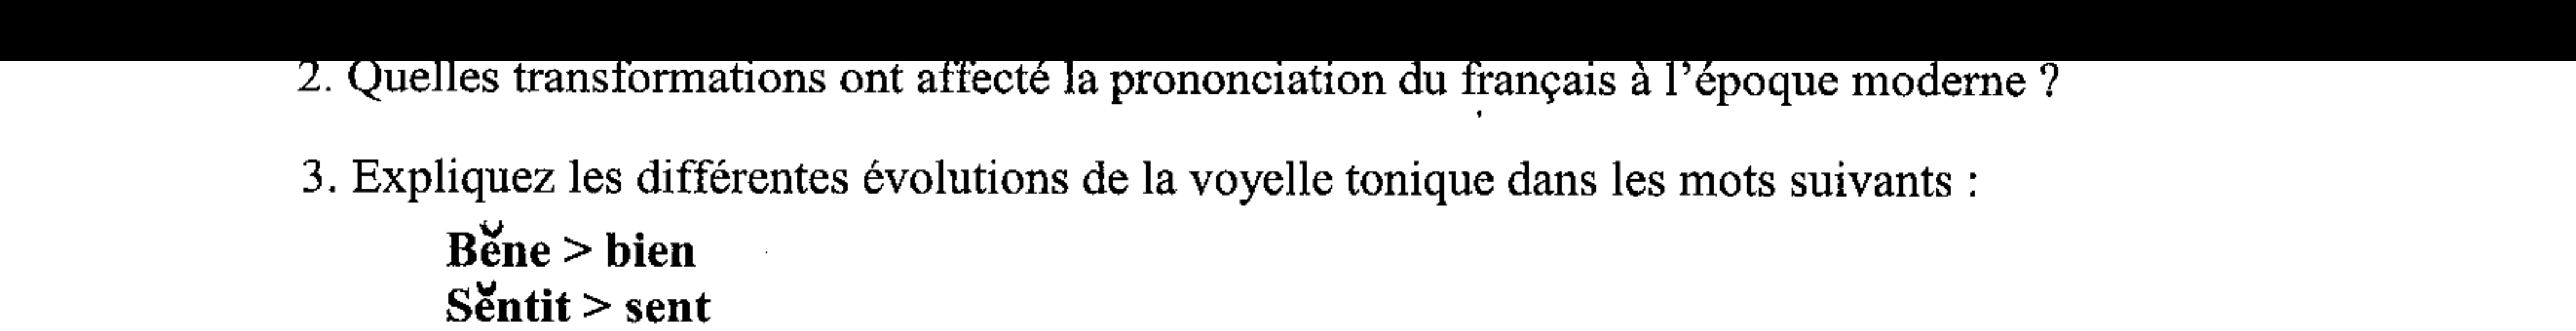 2. Quelles transformations ont affecté la prononciation du français à l'époque moderne ?
3. Expliquez les différentes évolutions de la voyelle tonique dans les mots suivants :
Bĕne > bien
Sĕntit > sent